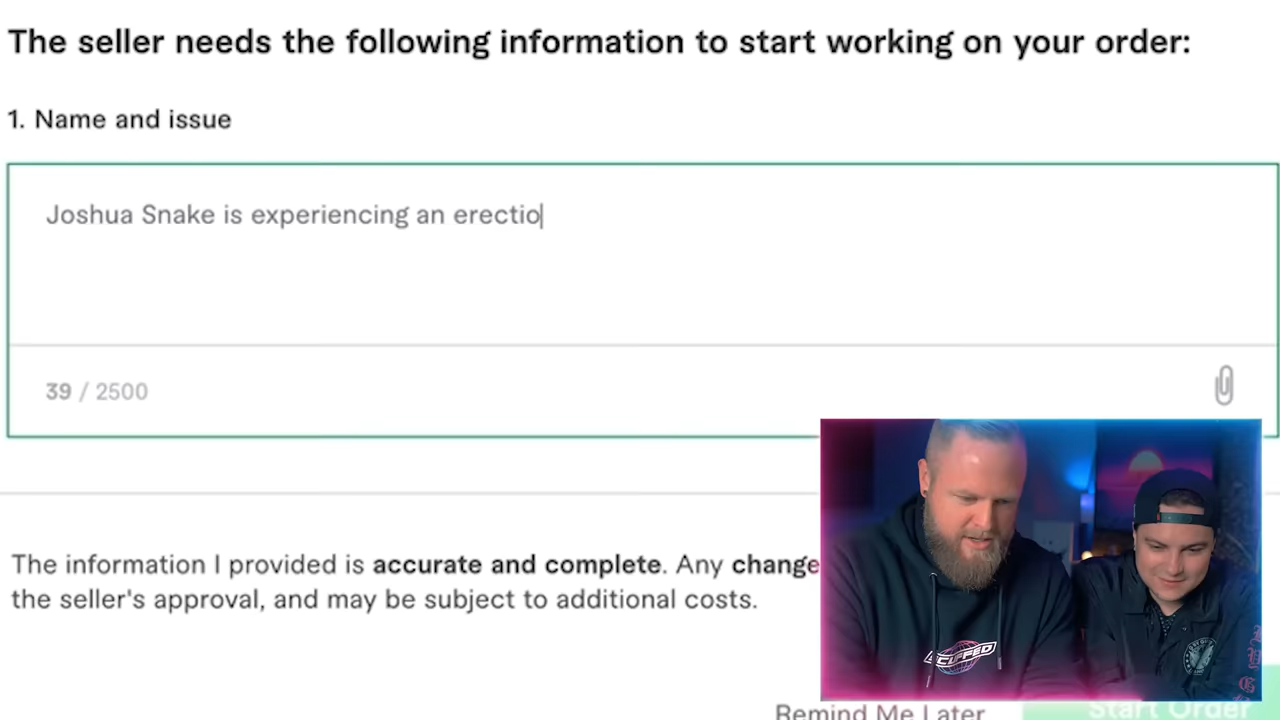 The seller needs the following information to start working on your order:
1. Name and issue
Joshua Snake is experiencing an erectio
39 / 2500
The information I provided is accurate and complete. Any change
the seller's approval, and may be subject to additional costs.
Remind Me Later
Start Order